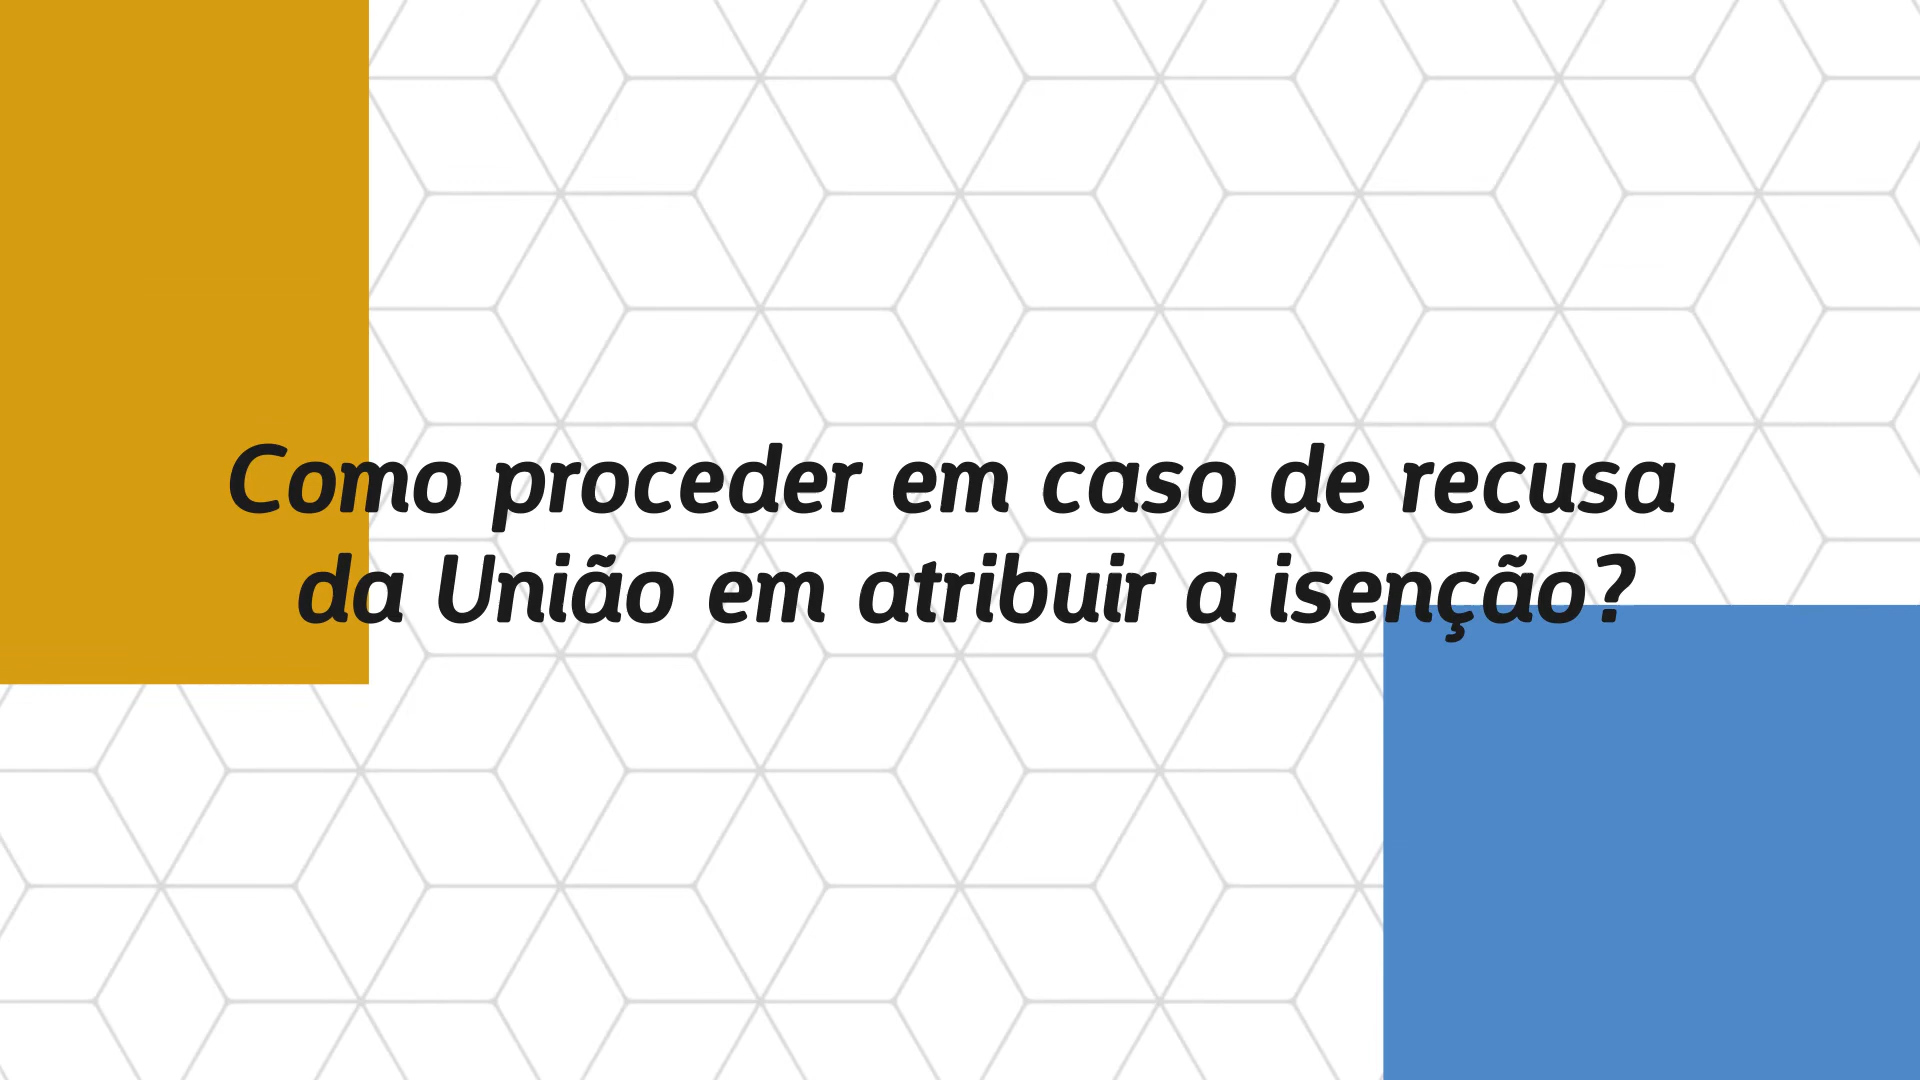 Como proceder em caso de recusa
da União em atribuir a isenção?